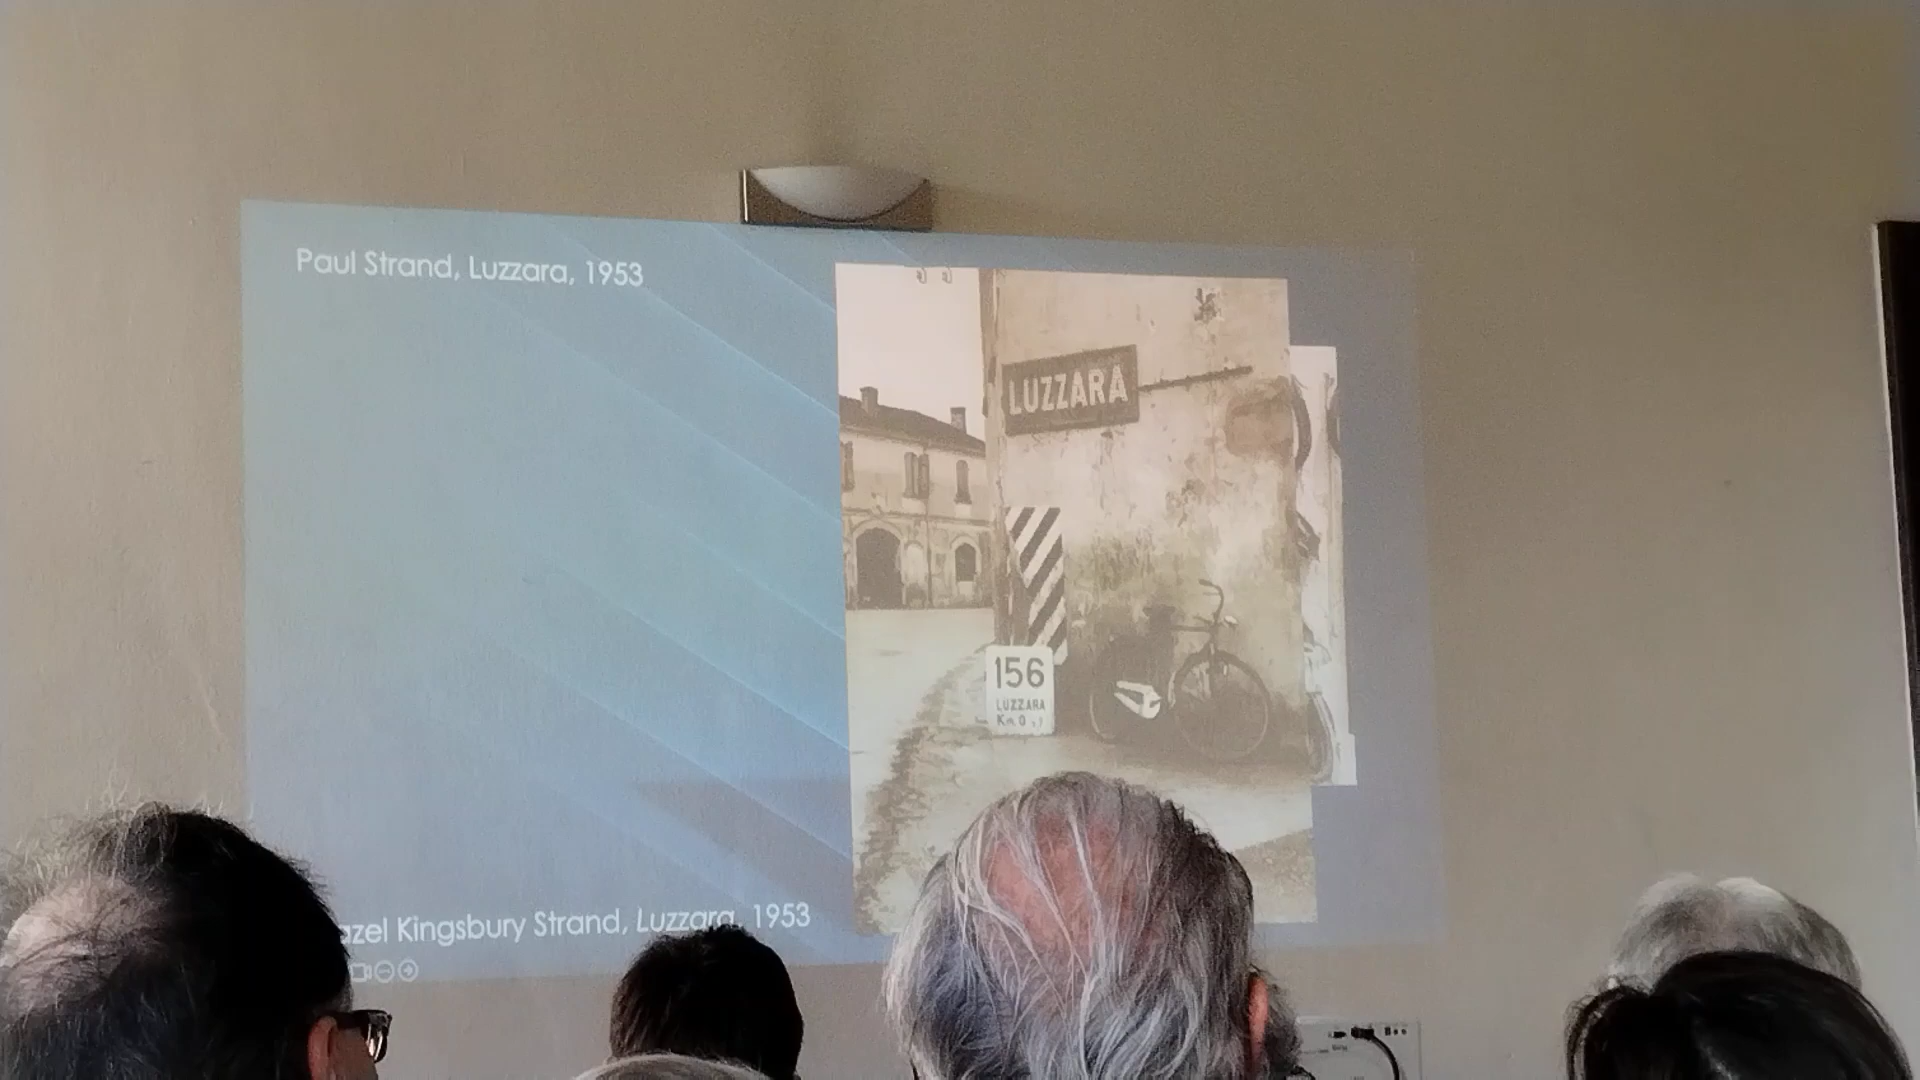 Paul Strand, Luzzara, 1953
LUZZARA
156
LUZZARA
Kingsbury Strand, Luzzara, 1953